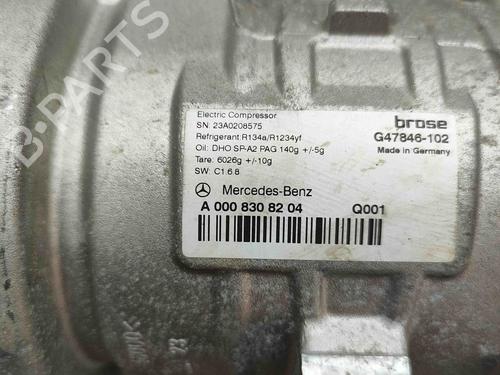 B-PARTS
Electric Compressor
SN: 23A0208575
Refrigerant:R134a/R1234yf
Oil: DHO SP-A2 PAG 140g +/-5g
Tare: 6026g +/-10g
SW: C1.6.8
brose
G47846-102
Made in Germany
Mercedes-Benz
A 000 830 82 04
Q001